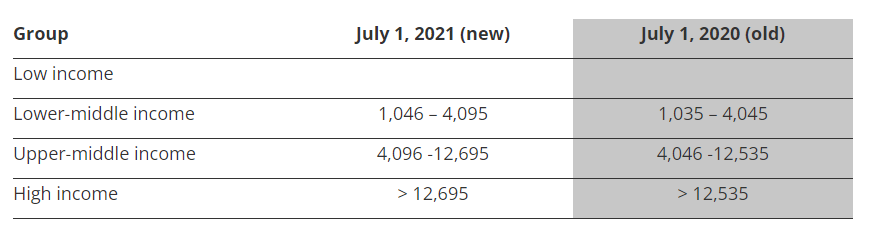 Group July 1, 2021 (new) July 1, 2020 (old)
Low income
Lower-middle income 1,046 – 4,095 1,035 – 4,045
Upper-middle income 4,096 -12,695 4,046 -12,535
High income > 12,695 > 12,535